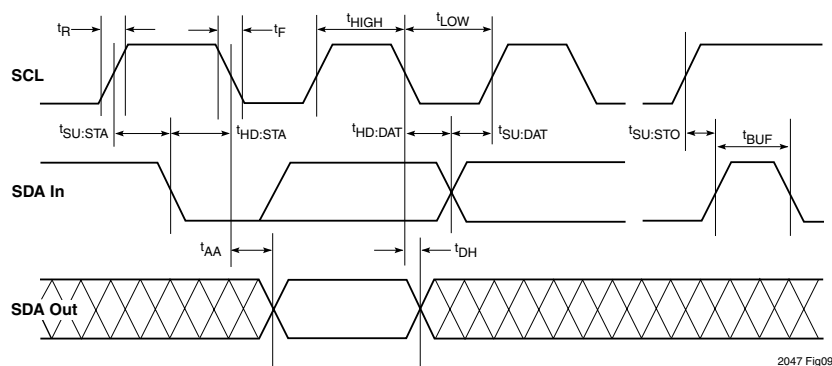 tR
tF
tHIGH
tLOW
SCL
tSU:STA
tHD:STA
tHD:DAT
tSU:DAT
tSU:STO
tBUF
SDA In
tAA
tDH
SDA Out
2047 Fig09